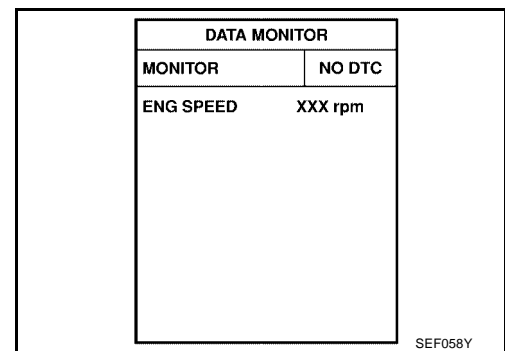 DATA MONITOR
MONITOR NO DTC
ENG SPEED XXX rpm
SEF058Y